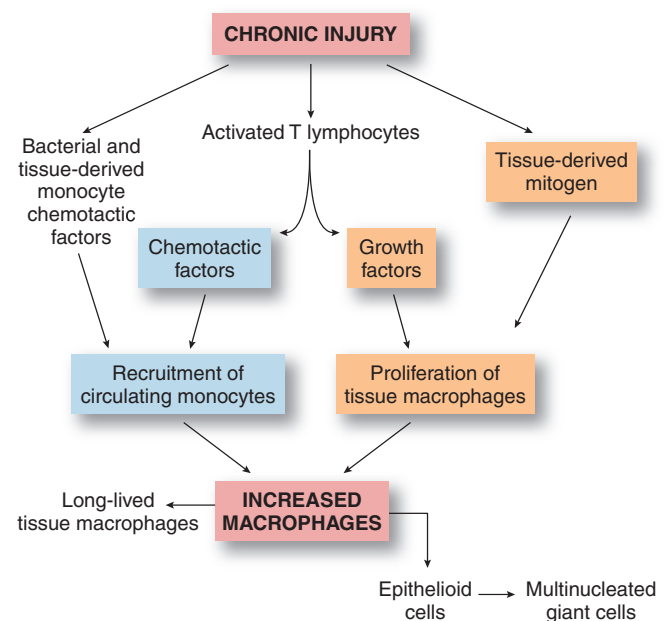 CHRONIC INJURY
Activated T lymphocytes
Bacterial and
tissue-derived
monocyte
chemotactic
factors
Tissue-derived
mitogen
Chemotactic
factors
Growth
factors
Recruitment of
circulating monocytes
Proliferation of
tissue macrophages
Long-lived
tissue macrophages
INCREASED
MACROPHAGES
Epithelioid
cells
Multinucleated
giant cells